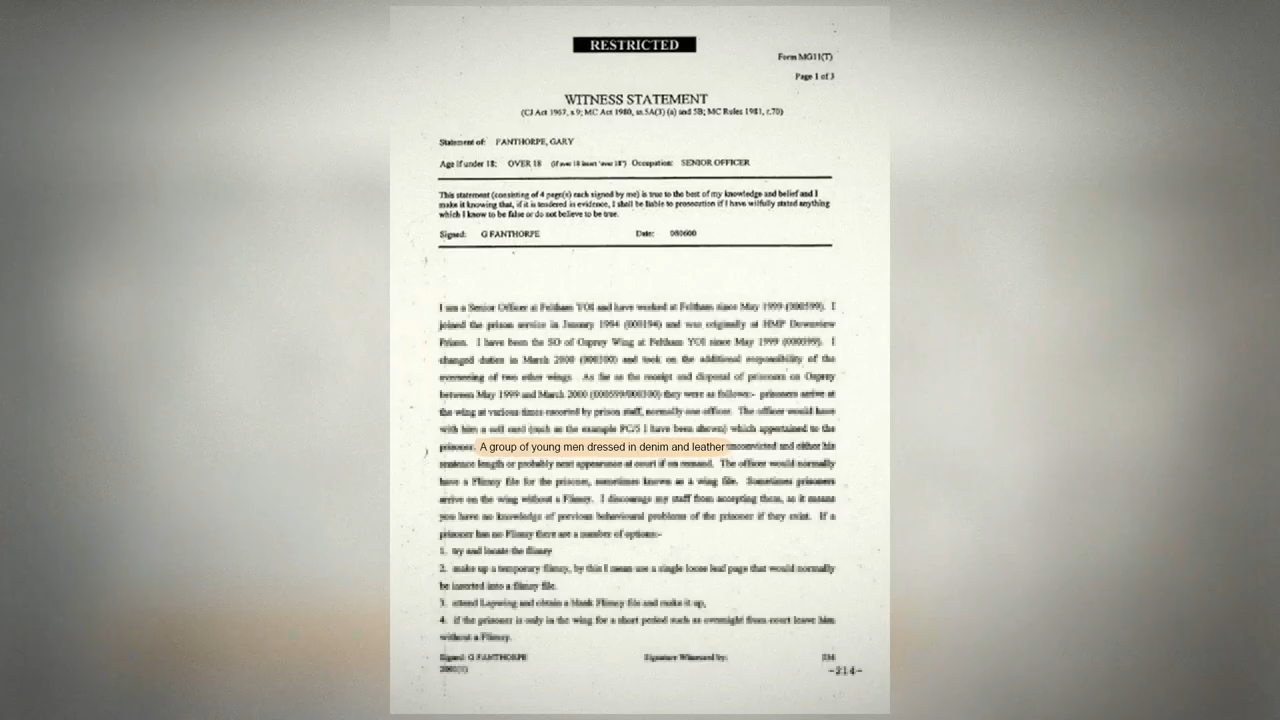 RESTRICTED
Form MG11(T)
Page 1 of 3
WITNESS STATEMENT
(CJ Act 1967, s 9; MC Act 1980, ss.5A(3) (a) and 5B; MC Rules 1981, r.70)
Statement of: FANTHORPE, GARY
Age if under 18: OVER 18 (if over 18 insert 'over 18') Occupation: SENIOR OFFICER
This statement (consisting of 4 page(s) each signed by me) is true to the best of my knowledge and belief and I
make it knowing that, if it is tendered in evidence, I shall be liable to prosecution if I have wilfully stated anything
which I know to be false or do not believe to be true.
Signed: G FANTHORPE Date: 080600
I am a Senior Officer at Feltham YOI and have worked at Feltham since May 1999 (000599). I
joined the prison service in January 1994 (000194) and was originally at HMP Downview
Prison. I have been the SO of Osprey Wing at Feltham YOI since May 1999 (000599). I
changed duties in March 2000 (000300) and took on the additional responsibility of the
overseeing of two other wings. As far as the receipt and disposal of prisoners on Osprey
between May 1999 and March 2000 (000599/000300) they were as follows:- prisoners arrive at
the wing at various times escorted by prison staff, normally one officer. The officer would have
with him a cell card (such as the example PC/5 I have been shown) which appertained to the
prisoner. A group of young men dressed in denim and leather unconvicted and either his
sentence length or probably next appearance at court if on remand. The officer would normally
have a Flimsy file for the prisoner, sometimes known as a wing file. Sometimes prisoners
arrive on the wing without a Flimsy. I discourage my staff from accepting them, as it means
you have no knowledge of previous behavioural problems of the prisoner if they exist. If a
prisoner has no Flimsy there are a number of options:-
1. try and locate the flimsy
2. make up a temporary flimsy, by this I mean use a single loose leaf page that would normally
be inserted into a flimsy file.
3. attend Lapwing and obtain a blank Flimsy file and make it up,
4. if the prisoner is only in the wing for a short period such as overnight from court leave him
without a Flimsy.
Signed: G FANTHORPE Signature Witnessed by:
2000(1)
-214-